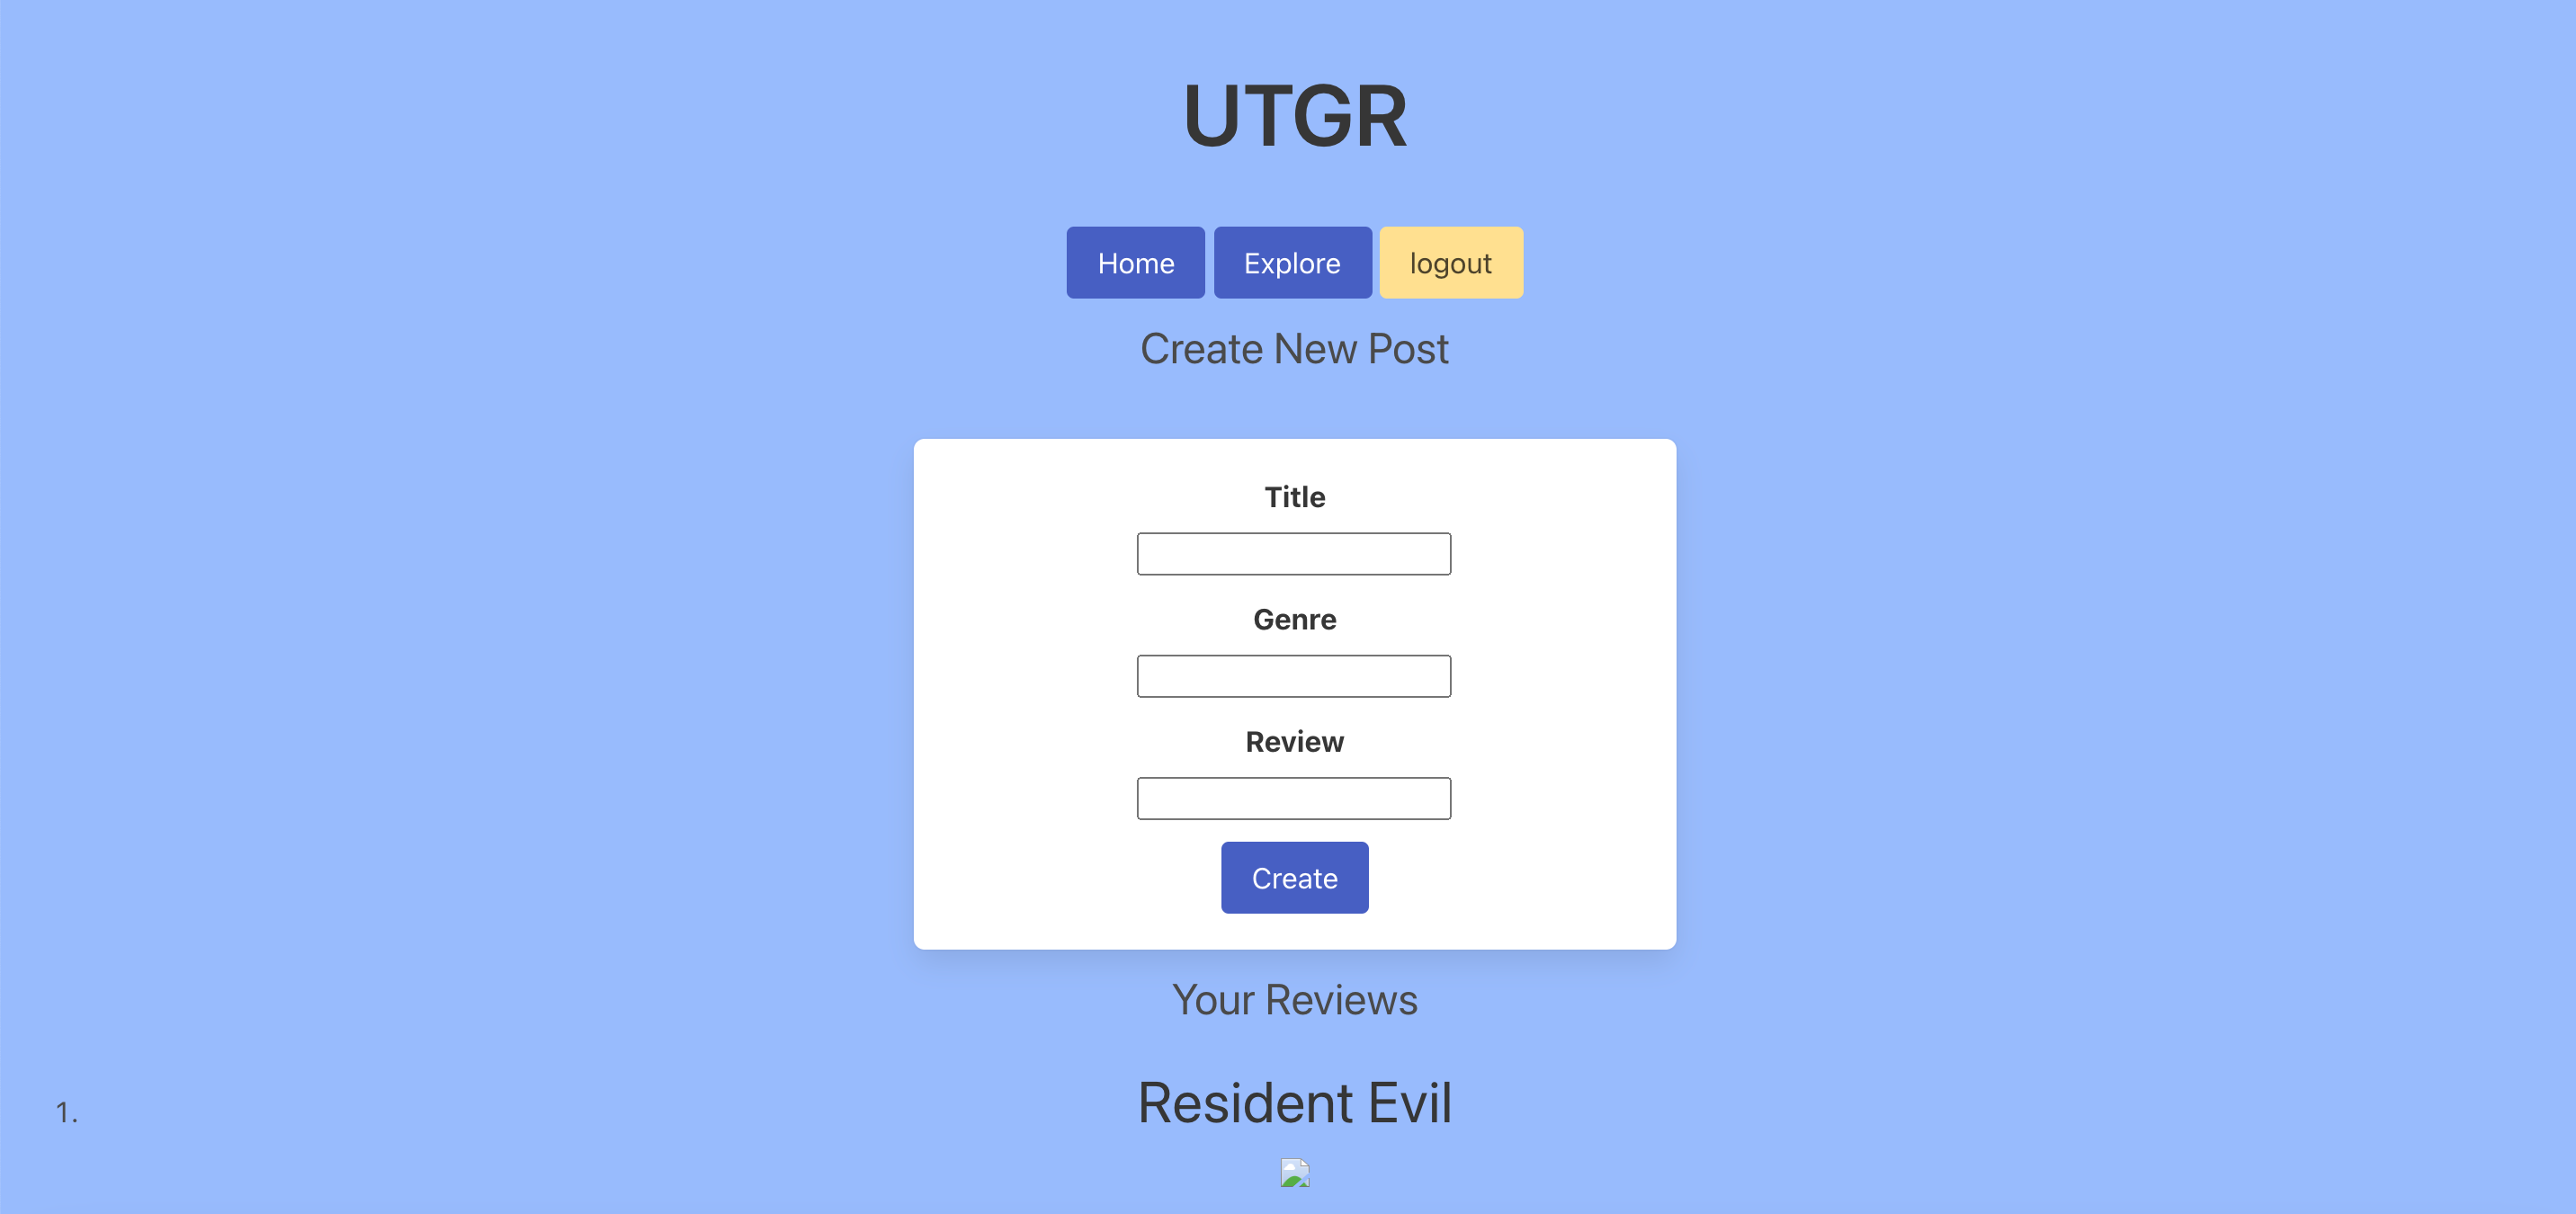 UTGR
Home Explore logout
Create New Post
Title
Genre
Review
Create
Your Reviews
1. Resident Evil